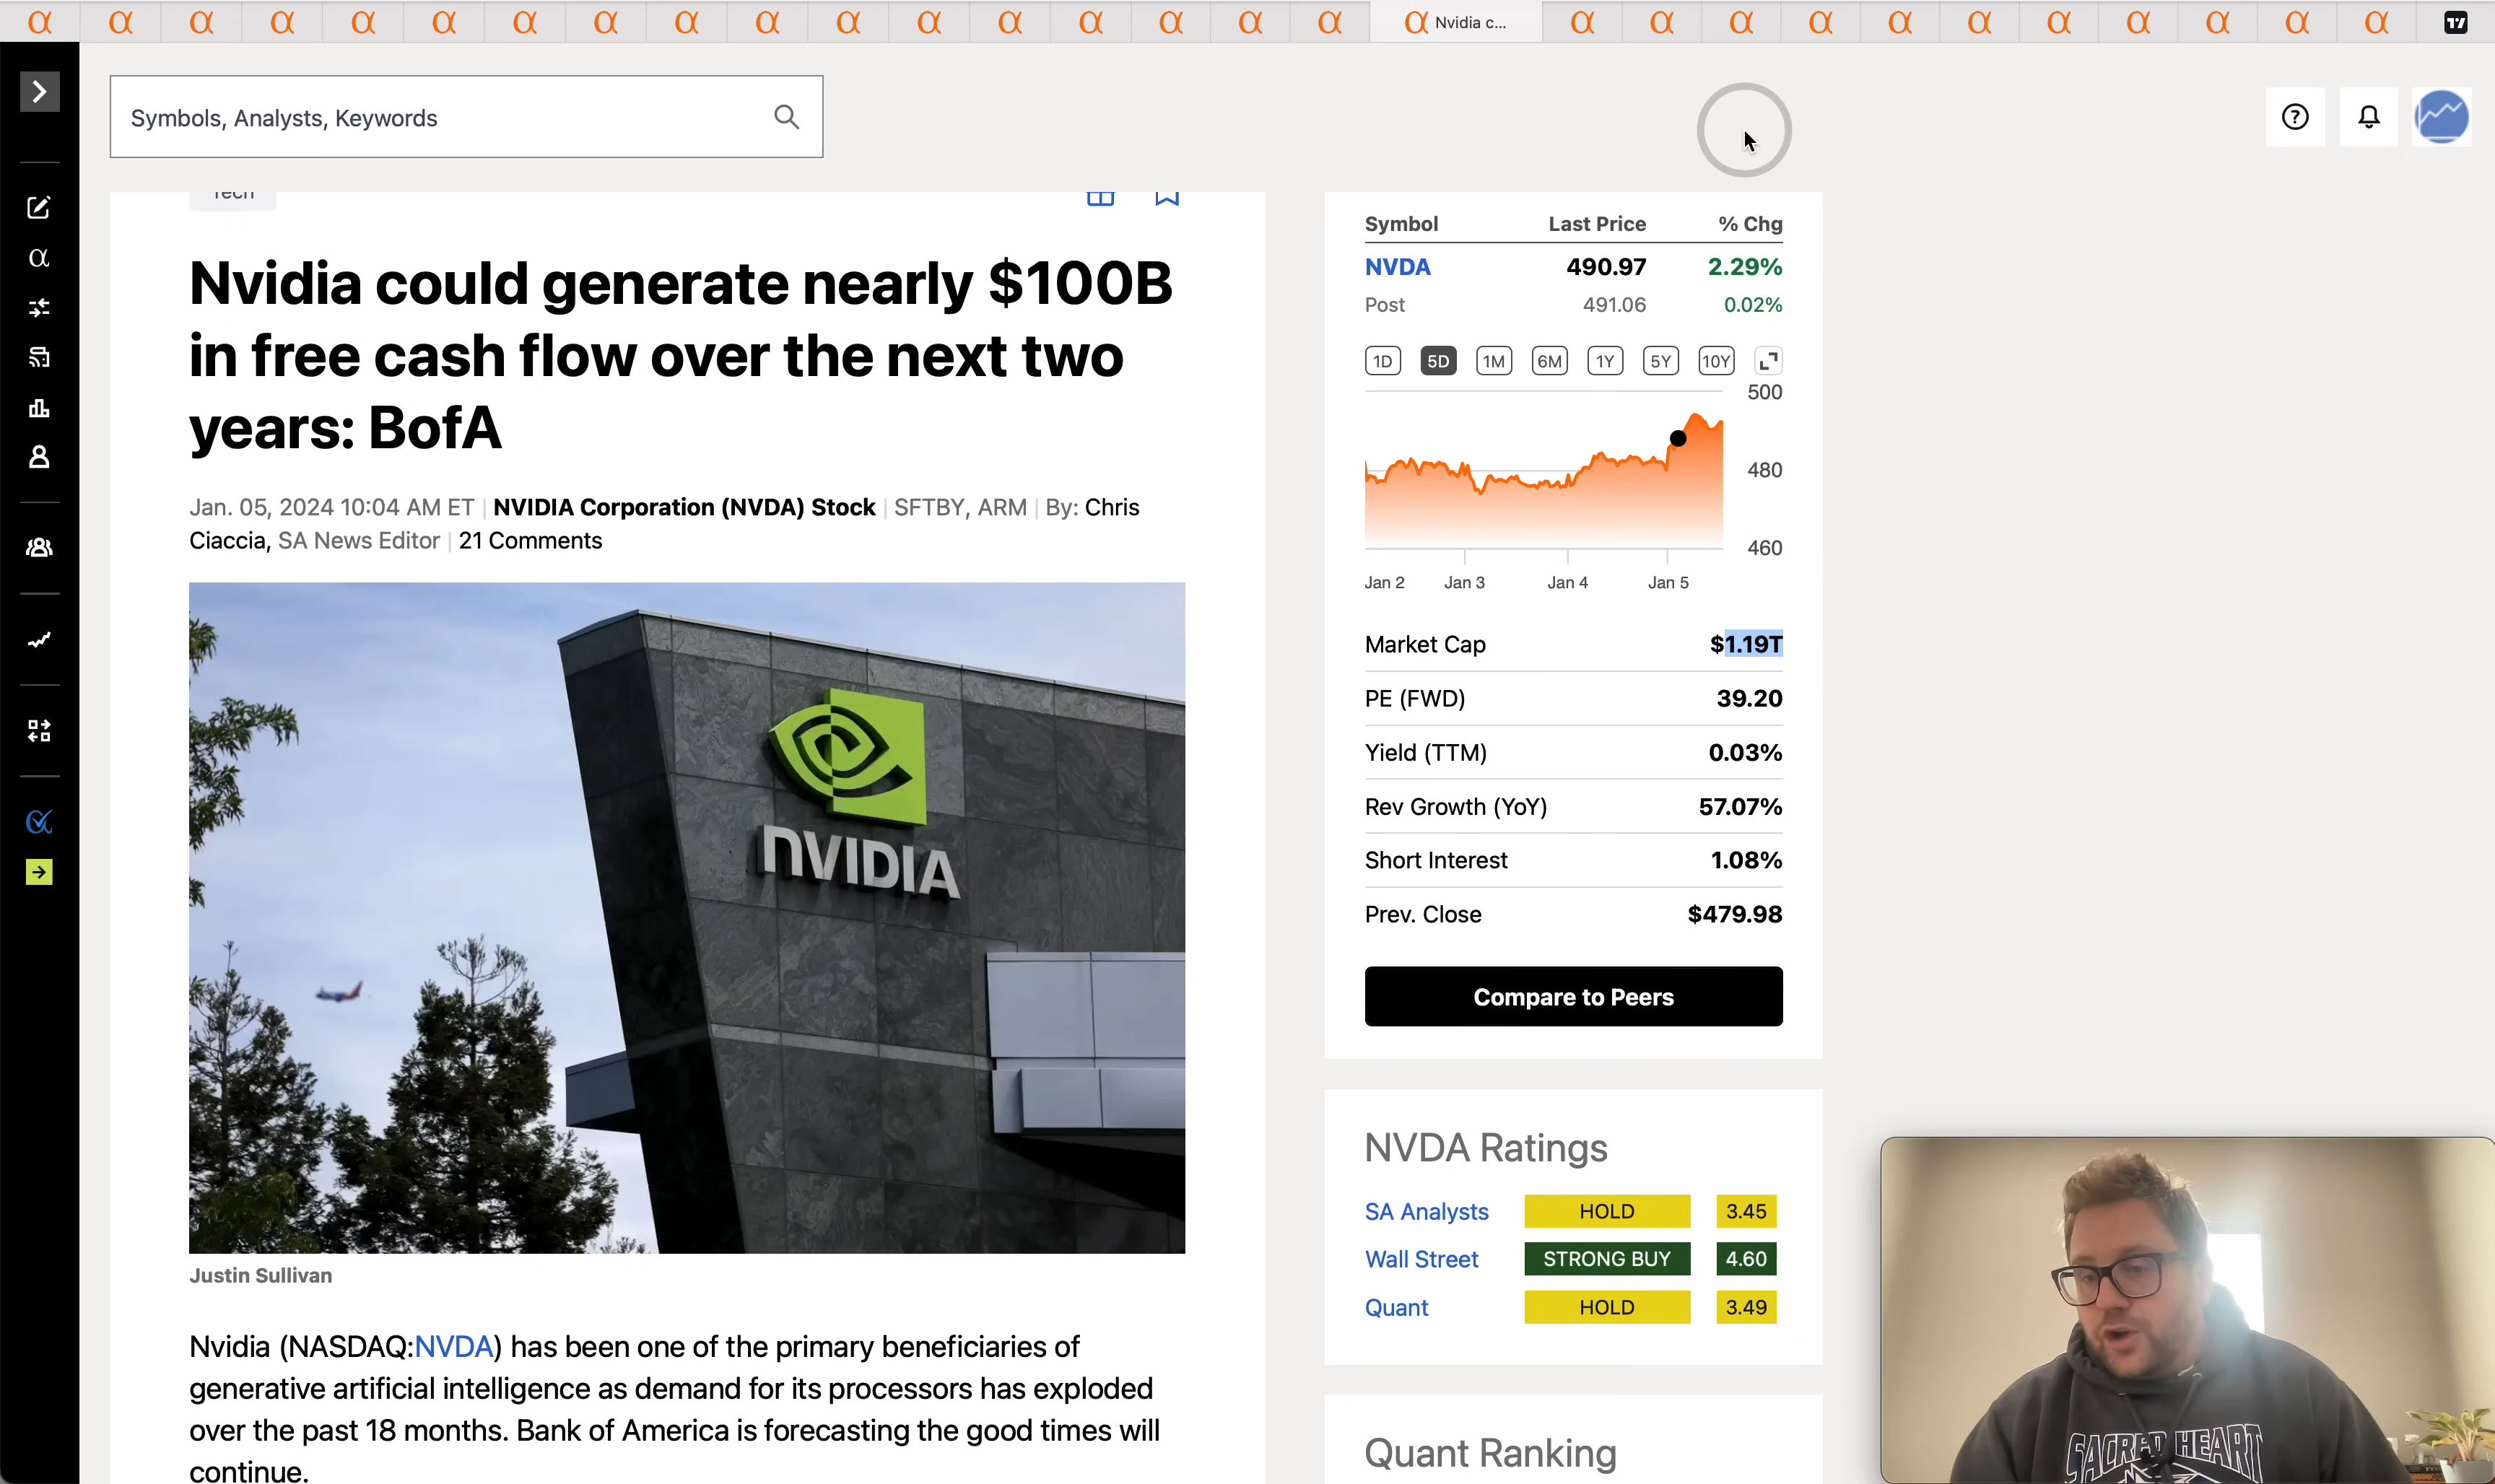 Nvidia c...
Symbols, Analysts, Keywords
Tech
Nvidia could generate nearly $100B
in free cash flow over the next two
years: BofA
Jan. 05, 2024 10:04 AM ET | NVIDIA Corporation (NVDA) Stock | SFTBY, ARM | By: Chris
Ciaccia, SA News Editor | 21 Comments
NVIDIA
Justin Sullivan
Nvidia (NASDAQ:NVDA) has been one of the primary beneficiaries of
generative artificial intelligence as demand for its processors has exploded
over the past 18 months. Bank of America is forecasting the good times will
continue.
Symbol Last Price % Chg
NVDA 490.97 2.29%
Post 491.06 0.02%
1D 5D 1M 6M 1Y 5Y 10Y
500
480
460
Jan 2 Jan 3 Jan 4 Jan 5
Market Cap $1.19T
PE (FWD) 39.20
Yield (TTM) 0.03%
Rev Growth (YoY) 57.07%
Short Interest 1.08%
Prev. Close $479.98
Compare to Peers
NVDA Ratings
SA Analysts HOLD 3.45
Wall Street STRONG BUY 4.60
Quant HOLD 3.49
Quant Ranking
SACRED HEART